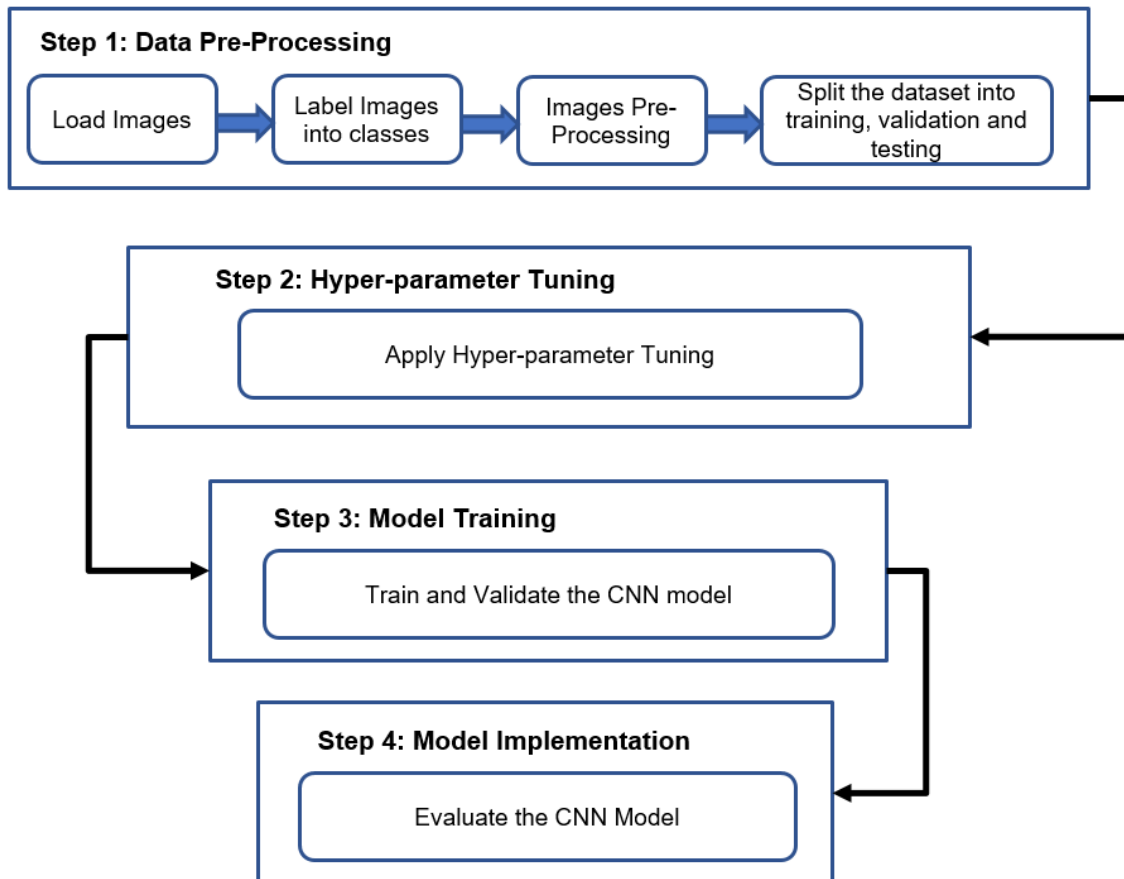 Step 1: Data Pre-Processing
Load Images
Label Images
into classes
Images Pre-
Processing
Split the dataset into
training, validation and
testing
Step 2: Hyper-parameter Tuning
Apply Hyper-parameter Tuning
Step 3: Model Training
Train and Validate the CNN model
Step 4: Model Implementation
Evaluate the CNN Model